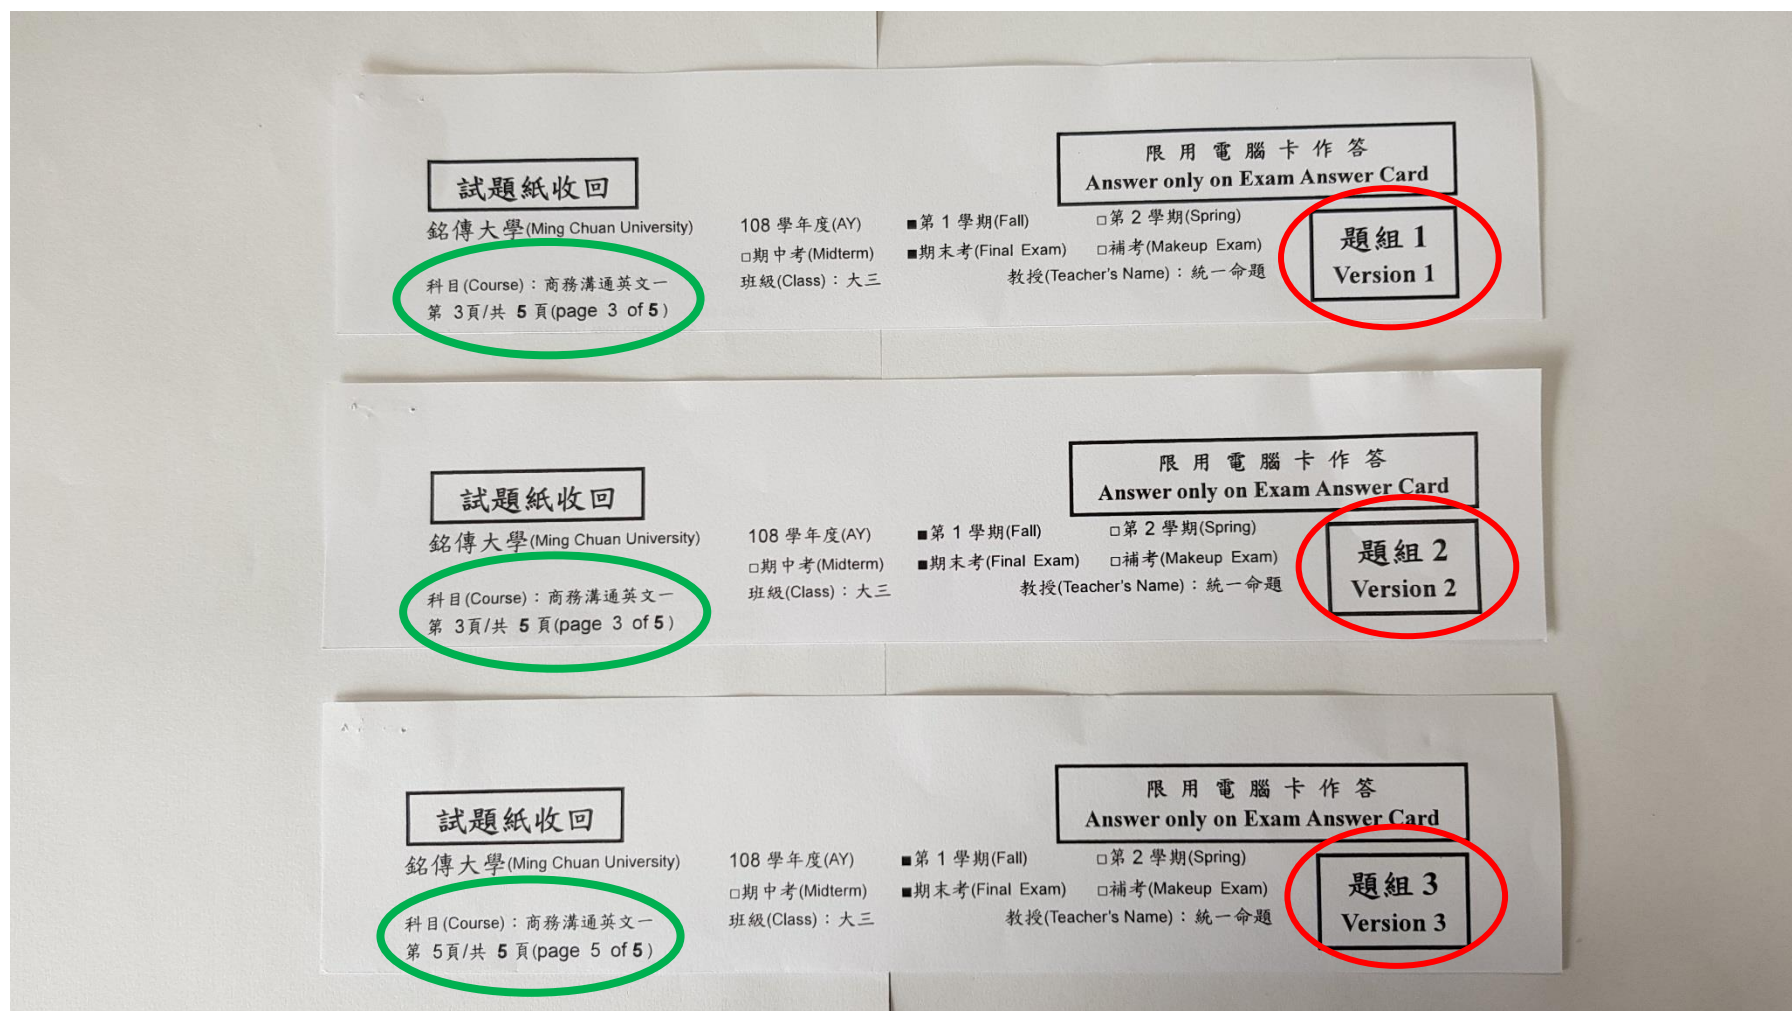 限用電腦卡作答
Answer only on Exam Answer Card
試題紙收回
銘傳大學(Ming Chuan University) 108 學年度(AY) ■第 1 學期(Fall) □第 2 學期(Spring) 題組 1
□期中考(Midterm) ■期末考(Final Exam) □補考(Makeup Exam) Version 1
科目(Course)：商務溝通英文一 班級(Class)：大三 教授(Teacher's Name)：統一命題
第 3頁/共 5 頁(page 3 of 5)
限用電腦卡作答
Answer only on Exam Answer Card
試題紙收回
銘傳大學(Ming Chuan University) 108 學年度(AY) ■第 1 學期(Fall) □第 2 學期(Spring) 題組 2
□期中考(Midterm) ■期末考(Final Exam) □補考(Makeup Exam) Version 2
科目(Course)：商務溝通英文一 班級(Class)：大三 教授(Teacher's Name)：統一命題
第 3頁/共 5 頁(page 3 of 5)
限用電腦卡作答
Answer only on Exam Answer Card
試題紙收回
銘傳大學(Ming Chuan University) 108 學年度(AY) ■第 1 學期(Fall) □第 2 學期(Spring) 題組 3
□期中考(Midterm) ■期末考(Final Exam) □補考(Makeup Exam) Version 3
科目(Course)：商務溝通英文一 班級(Class)：大三 教授(Teacher's Name)：統一命題
第 5頁/共 5 頁(page 5 of 5)